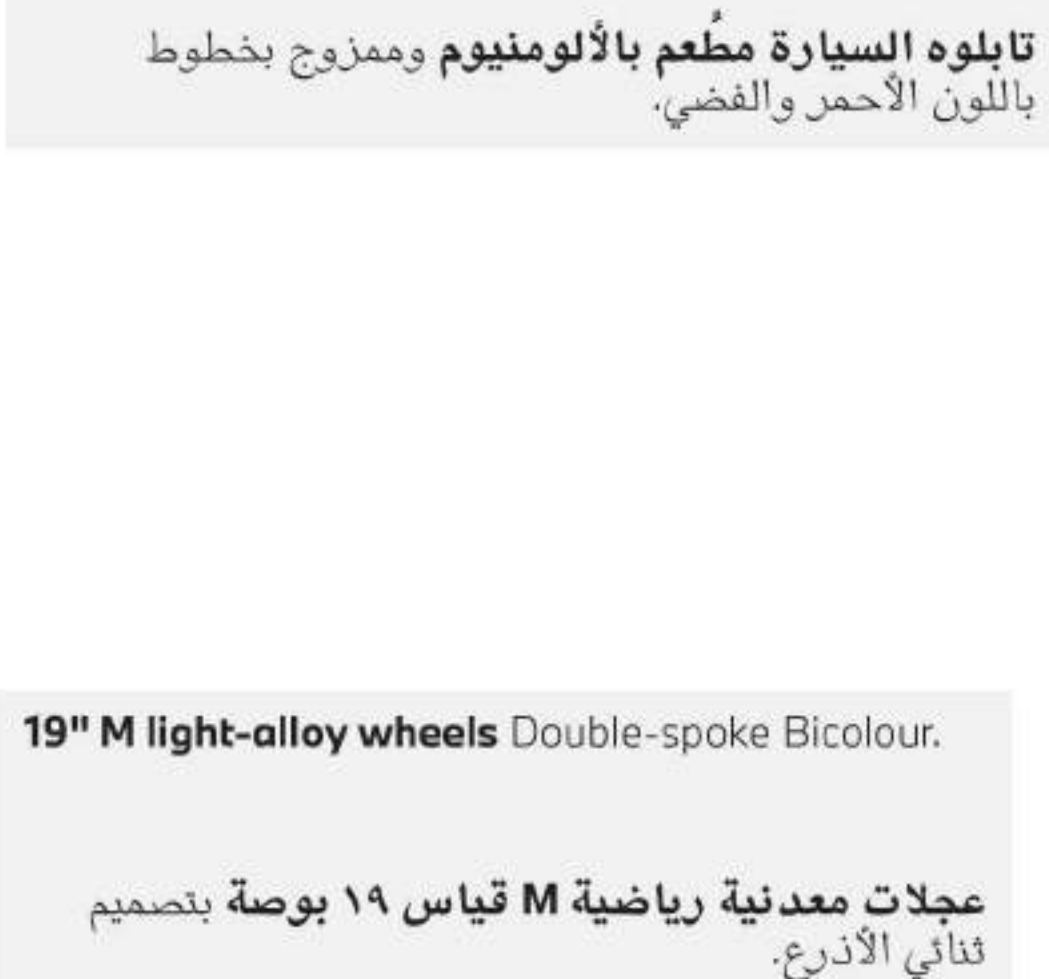 تابلوه السيارة مطُعم بالألومنيوم وممزوج بخطوط
باللون الأحمر والفضي.
19" M light-alloy wheels Double-spoke Bicolour.
عجلات معدنية رياضية M قياس ١٩ بوصة بتصميم
ثنائي الأذرع.